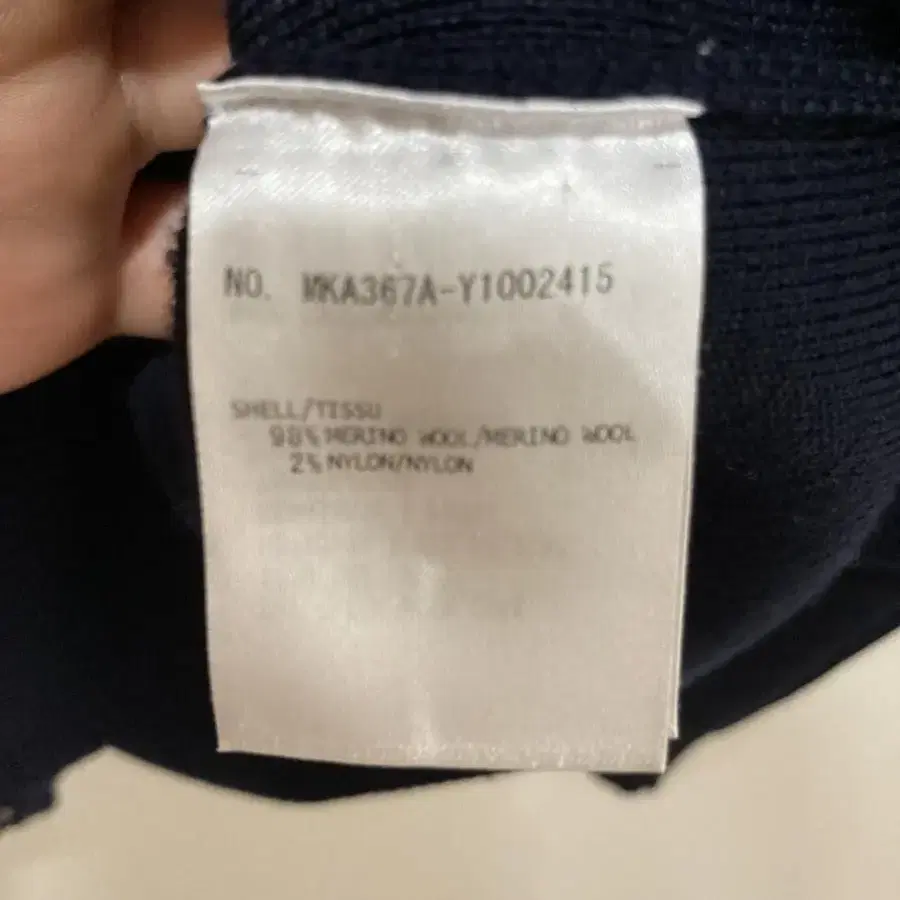 NO. MKA367A-Y1002415
SHELL/TISSU
98% MERINO WOOL/MERINO WOOL
2% NYLON/NYLON